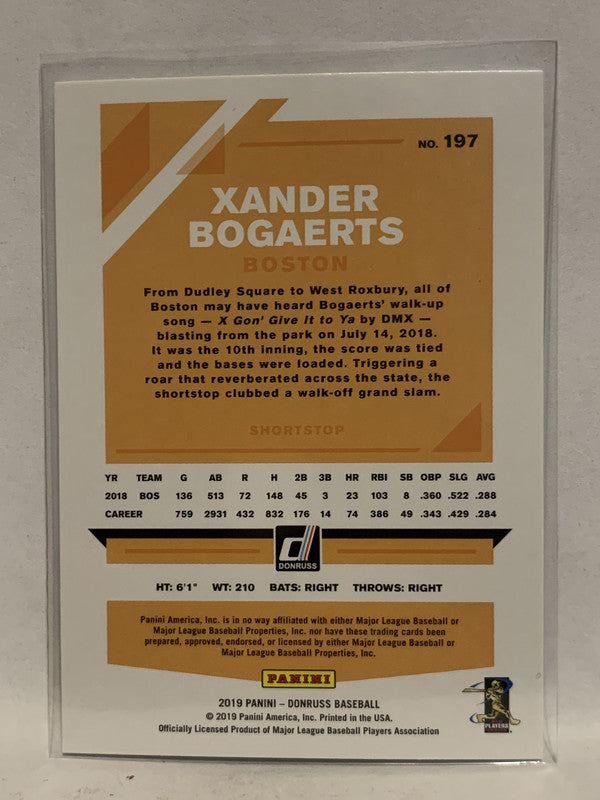 NO. 197
XANDER
BOGAERTS
BOSTON
From Dudley Square to West Roxbury, all of
Boston may have heard Bogaerts' walk-up
song — X Gon' Give It to Ya by DMX —
blasting from the park on July 14, 2018.
It was the 10th inning, the score was tied
and the bases were loaded. Triggering a
roar that reverberated across the state, the
shortstop clubbed a walk-off grand slam.
SHORTSTOP
YR TEAM G AB R H 2B 3B HR RBI SB OBP SLG AVG
2018 BOS 136 513 72 148 45 3 23 103 8 .360 .522 .288
CAREER 759 2931 432 832 176 14 74 386 49 .343 .429 .284
d
DONRUSS
HT: 6'1" WT: 210 BATS: RIGHT THROWS: RIGHT
Panini America, Inc. is in no way affiliated with either Major League Baseball or
Major League Baseball Properties, Inc. nor have these trading cards been
prepared, approved, endorsed, or licensed by either Major League Baseball or
Major League Baseball Properties, Inc.
PANINI
2019 PANINI – DONRUSS BASEBALL
© 2019 Panini America, Inc. Printed in the USA.
Officially Licensed Product of Major League Baseball Players Association
PLAYERS